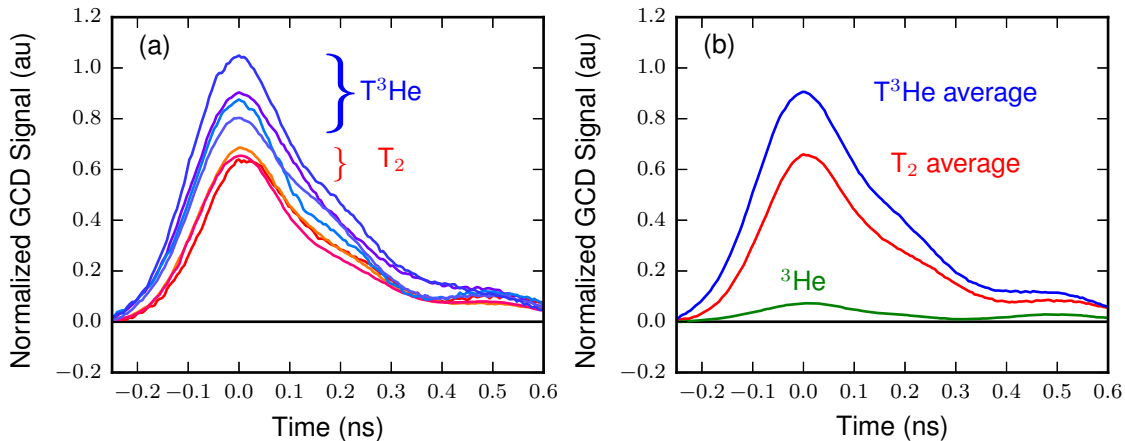 (a)
T³He
T₂
1.0
0.8
0.6
0.4
0.2
0.0
−0.2
−0.2 −0.1 0.0 0.1 0.2 0.3 0.4 0.5 0.6
Time (ns)
Normalized GCD Signal (au)
(b)
T³He average
T₂ average
³He
1.0
0.8
0.6
0.4
0.2
0.0
−0.2
−0.2 −0.1 0.0 0.1 0.2 0.3 0.4 0.5 0.6
Time (ns)
Normalized GCD Signal (au)